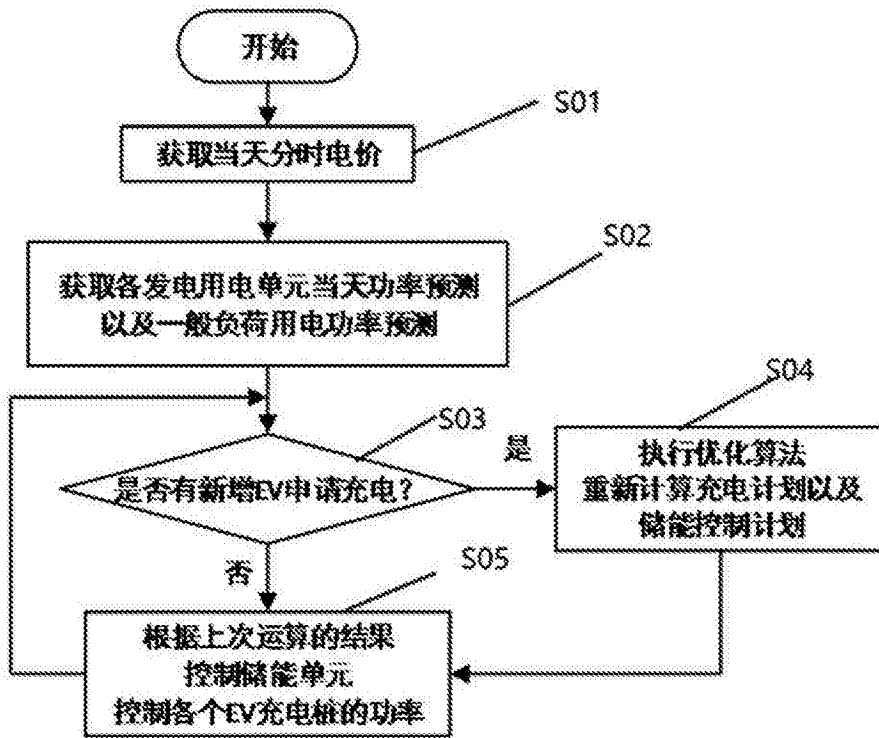 开始
S01
获取当天分时电价
S02
获取各发电用电单元当天功率预测
以及一般负荷用电功率预测
S03
是否有新增EV申请充电？
是
S04
执行优化算法
重新计算充电计划以及
储能控制计划
否
S05
根据上次运算的结果
控制储能单元
控制各个EV充电桩的功率